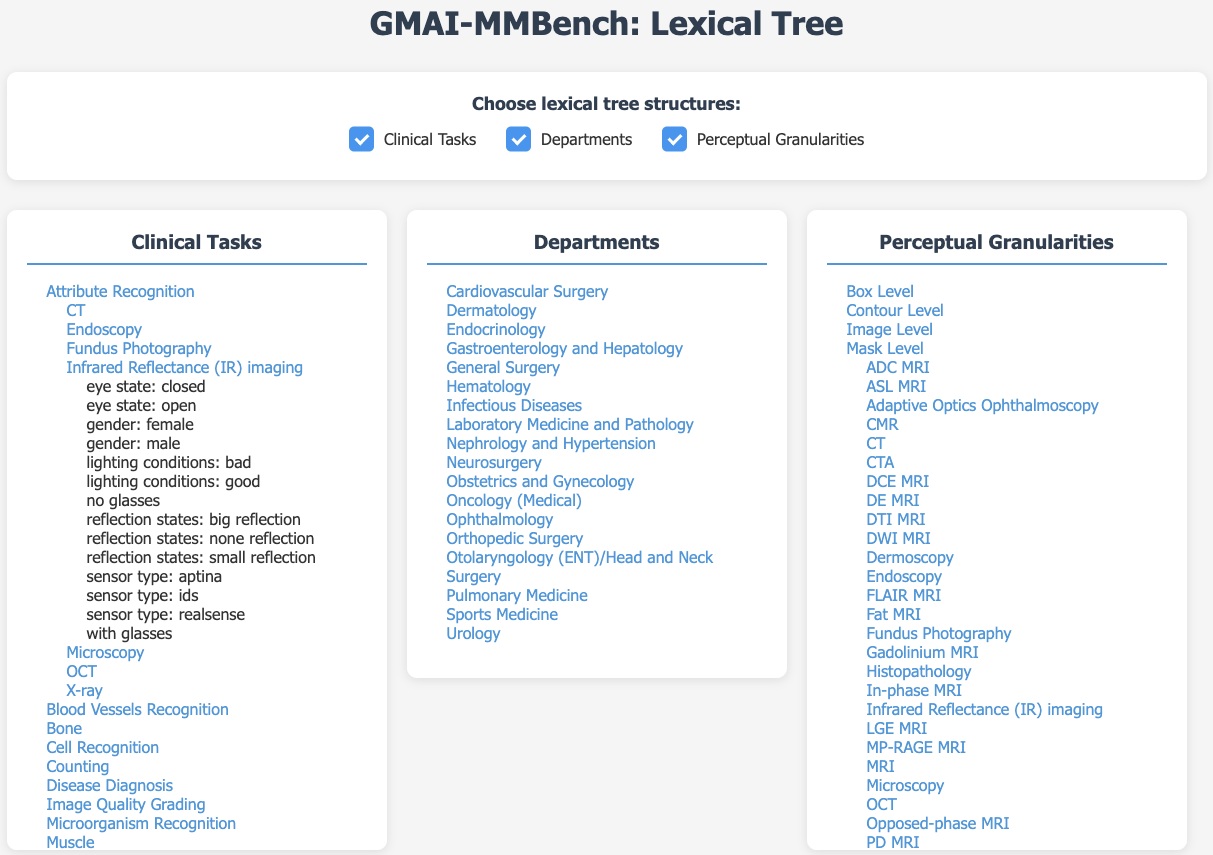 GMAI-MMBench: Lexical Tree
Choose lexical tree structures:
Clinical Tasks
Departments
Perceptual Granularities
Clinical Tasks
Attribute Recognition
CT
Endoscopy
Fundus Photography
Infrared Reflectance (IR) imaging
eye state: closed
eye state: open
gender: female
gender: male
lighting conditions: bad
lighting conditions: good
no glasses
reflection states: big reflection
reflection states: none reflection
reflection states: small reflection
sensor type: aptina
sensor type: ids
sensor type: realsense
with glasses
Microscopy
OCT
X-ray
Blood Vessels Recognition
Bone
Cell Recognition
Counting
Disease Diagnosis
Image Quality Grading
Microorganism Recognition
Muscle
Departments
Cardiovascular Surgery
Dermatology
Endocrinology
Gastroenterology and Hepatology
General Surgery
Hematology
Infectious Diseases
Laboratory Medicine and Pathology
Nephrology and Hypertension
Neurosurgery
Obstetrics and Gynecology
Oncology (Medical)
Ophthalmology
Orthopedic Surgery
Otolaryngology (ENT)/Head and Neck
Surgery
Pulmonary Medicine
Sports Medicine
Urology
Perceptual Granularities
Box Level
Contour Level
Image Level
Mask Level
ADC MRI
ASL MRI
Adaptive Optics Ophthalmoscopy
CMR
CT
CTA
DCE MRI
DE MRI
DTI MRI
DWI MRI
Dermoscopy
Endoscopy
FLAIR MRI
Fat MRI
Fundus Photography
Gadolinium MRI
Histopathology
In-phase MRI
Infrared Reflectance (IR) imaging
LGE MRI
MP-RAGE MRI
MRI
Microscopy
OCT
Opposed-phase MRI
PD MRI